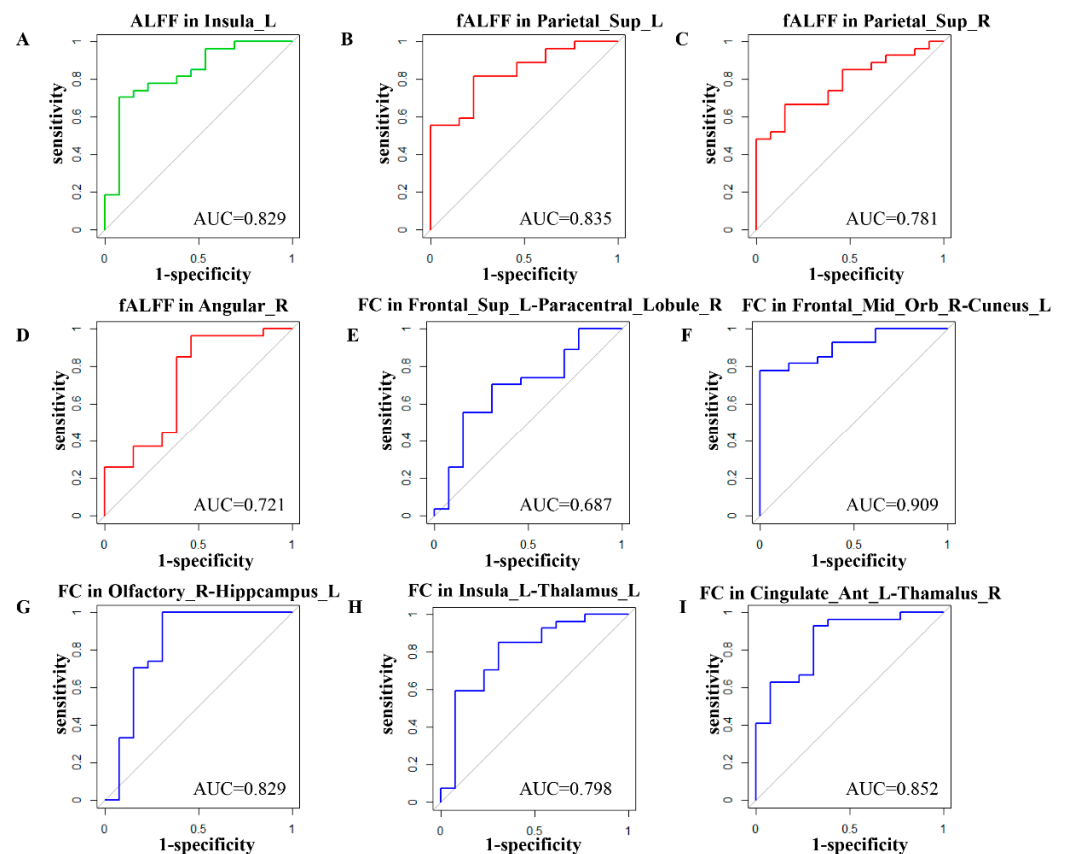 A
ALFF in Insula_L
sensitivity
0
0.2
0.4
0.6
0.8
1
AUC=0.829
0
0.5
1
1-specificity
B
fALFF in Parietal_Sup_L
sensitivity
0
0.2
0.4
0.6
0.8
1
AUC=0.835
0
0.5
1
1-specificity
C
fALFF in Parietal_Sup_R
sensitivity
0
0.2
0.4
0.6
0.8
1
AUC=0.781
0
0.5
1
1-specificity
D
fALFF in Angular_R
sensitivity
0
0.2
0.4
0.6
0.8
1
AUC=0.721
0
0.5
1
1-specificity
E
FC in Frontal_Sup_L-Paracentral_Lobule_R
sensitivity
0
0.2
0.4
0.6
0.8
1
AUC=0.687
0
0.5
1
1-specificity
F
FC in Frontal_Mid_Orb_R-Cuneus_L
sensitivity
0
0.2
0.4
0.6
0.8
1
AUC=0.909
0
0.5
1
1-specificity
G
FC in Olfactory_R-Hippcampus_L
sensitivity
0
0.2
0.4
0.6
0.8
1
AUC=0.829
0
0.5
1
1-specificity
H
FC in Insula_L-Thalamus_L
sensitivity
0
0.2
0.4
0.6
0.8
1
AUC=0.798
0
0.5
1
1-specificity
I
FC in Cingulate_Ant_L-Thamalus_R
sensitivity
0
0.2
0.4
0.6
0.8
1
AUC=0.852
0
0.5
1
1-specificity